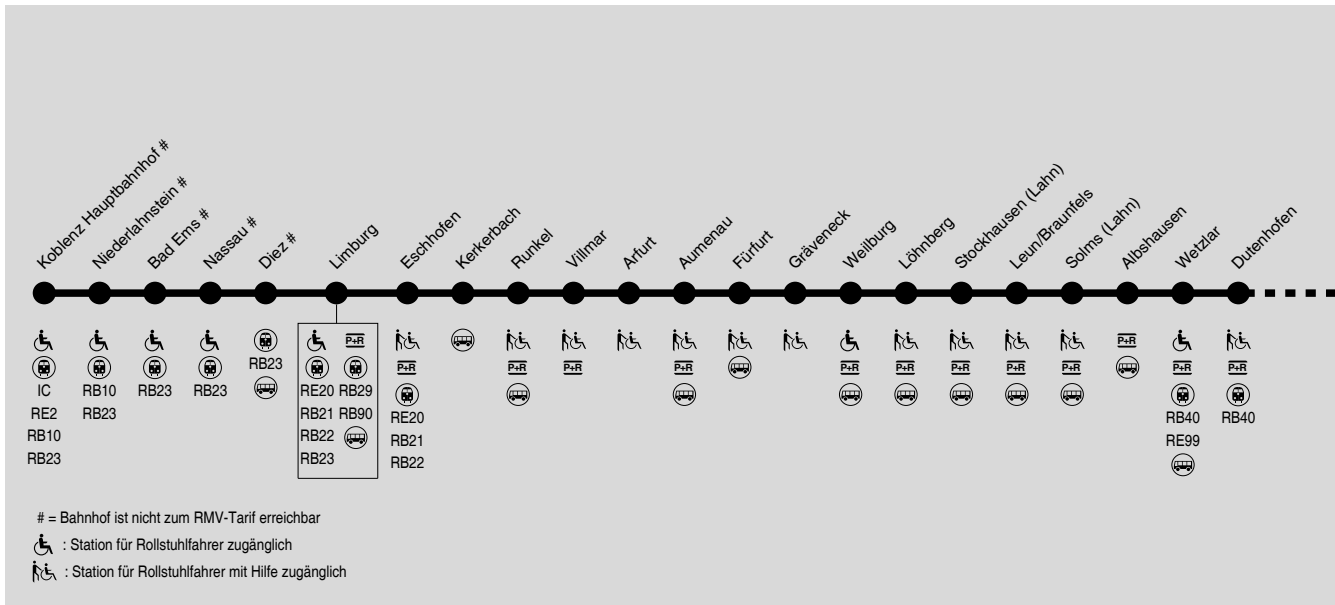 Koblenz Hauptbahnhof #
Niederlahnstein #
Bad Ems #
Nassau #
Diez #
Limburg
Eschhofen
Kerkerbach
Runkel
Villmar
Arfurt
Aumenau
Fürfurt
Gräveneck
Weilburg
Löhnberg
Stockhausen (Lahn)
Leun/Braunfels
Solms (Lahn)
Albshausen
Wetzlar
Dutenhofen
IC
RE2
RB10
RB23
RB10
RB23
RB23
RB23
RB23
RE20
RB21
RB22
RB23
P+R
RB29
RB90
P+R
RE20
RB21
RB22
P+R
P+R
P+R
P+R
P+R
P+R
P+R
P+R
P+R
P+R
RB40
RE99
P+R
RB40
# = Bahnhof ist nicht zum RMV-Tarif erreichbar
: Station für Rollstuhlfahrer zugänglich
: Station für Rollstuhlfahrer mit Hilfe zugänglich